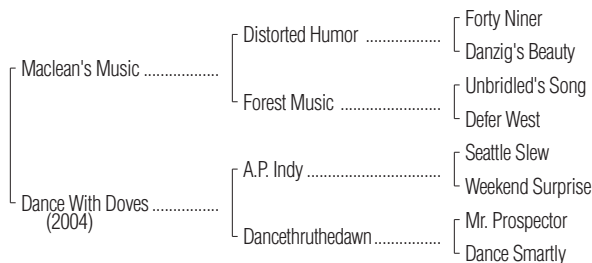 Forty Niner
Distorted Humor ..................
Danzig's Beauty
Maclean's Music .................
Unbridled's Song
Forest Music ........................
Defer West
Seattle Slew
A.P. Indy ................................
Weekend Surprise
Dance With Doves ...............
(2004)
Mr. Prospector
Dancethruthedawn................
Dance Smartly